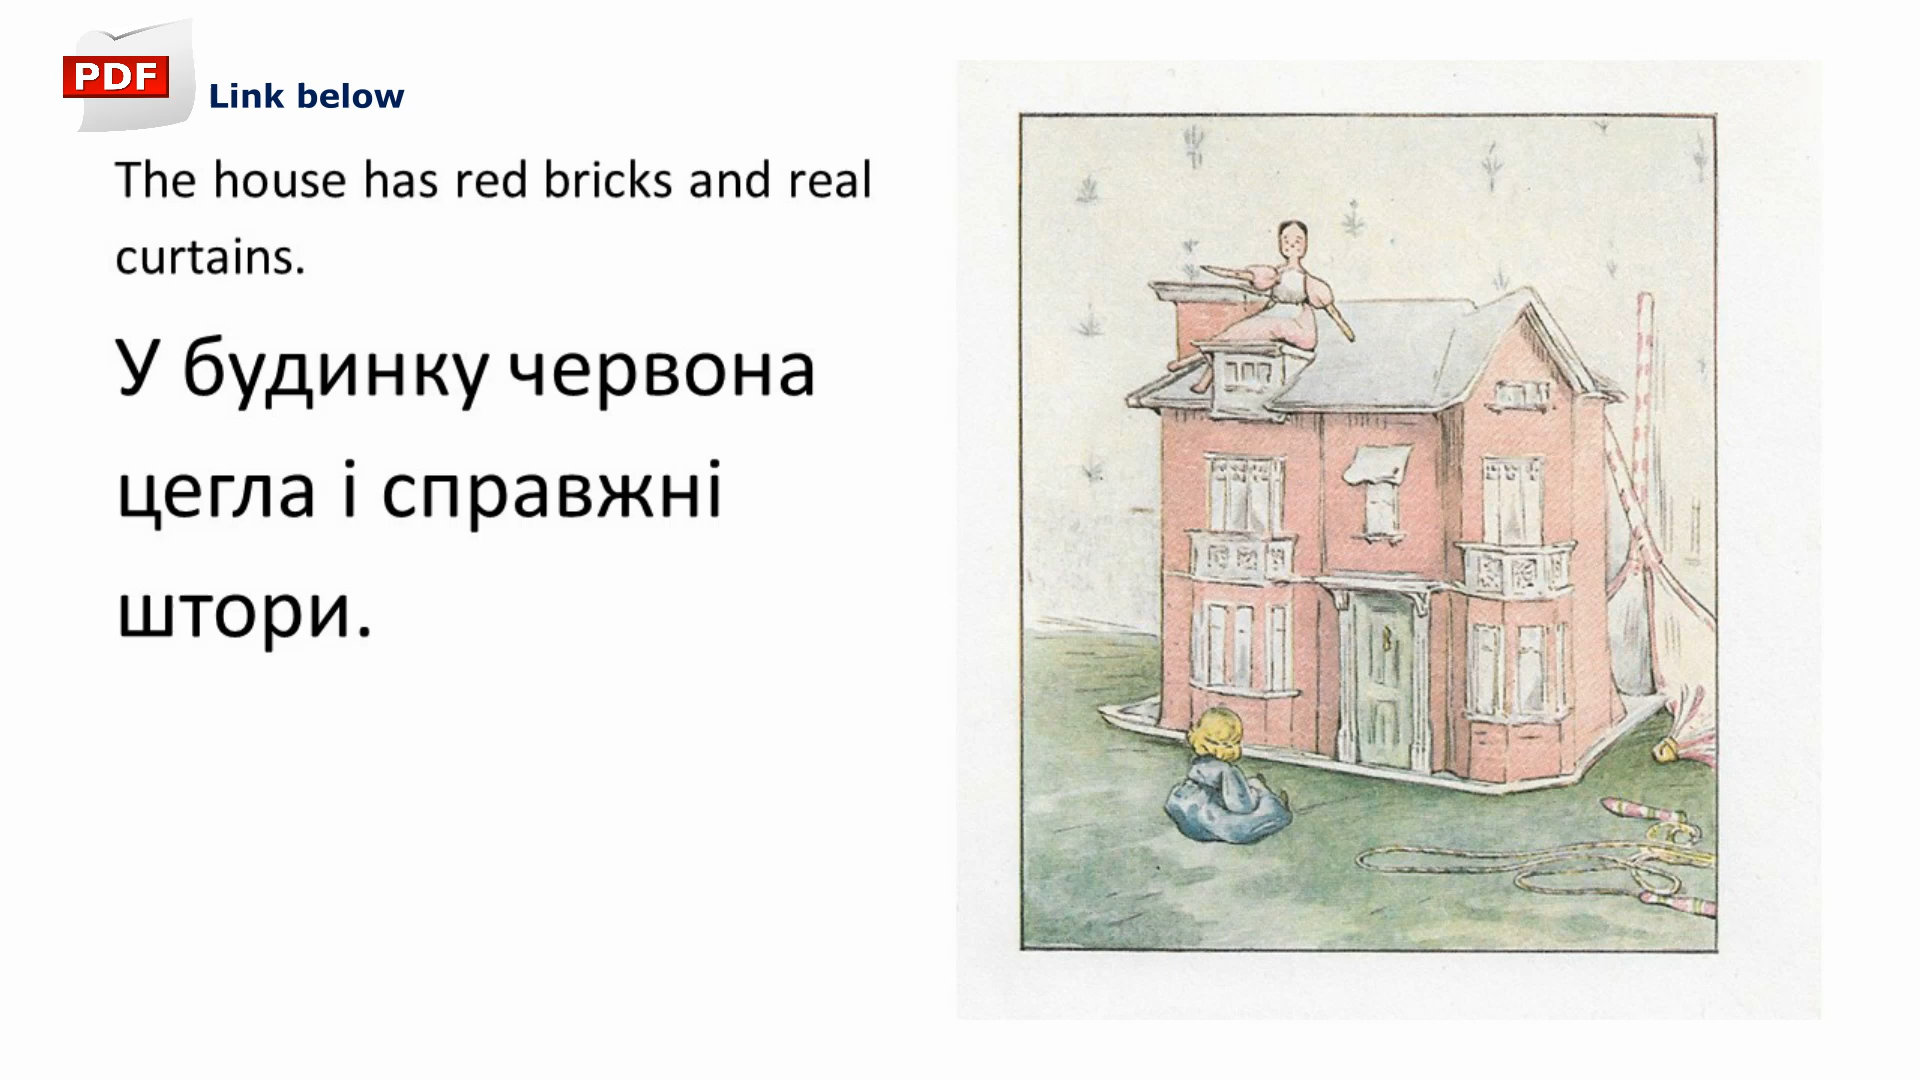 PDF
Link below
The house has red bricks and real
curtains.
У будинку червона
цегла і справжні
штори.